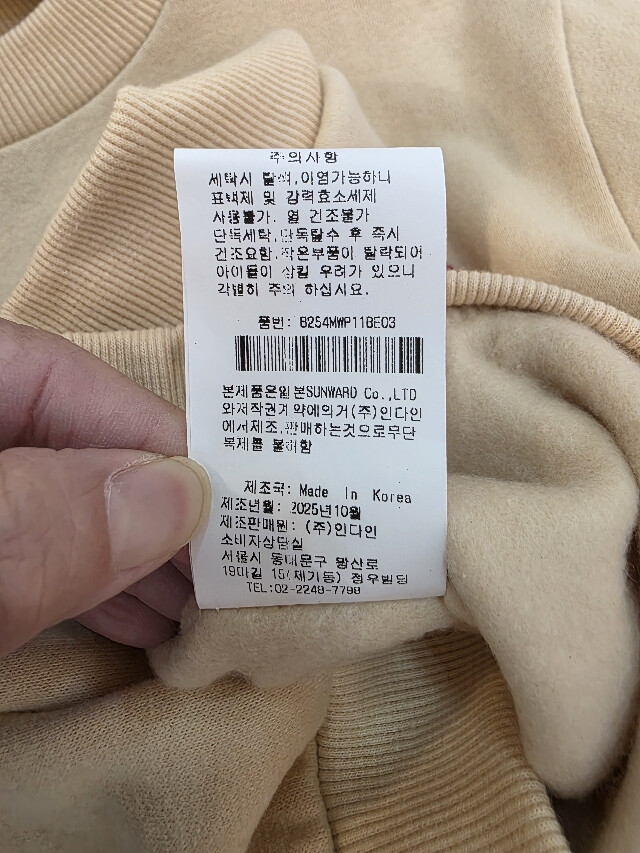 주의사항
세탁시 탈색,이염가능하니
표백제 및 강력효소세제
사용불가. 열 건조불가
단독세탁,단독탈수 후 즉시
건조요함.작은부품이 탈락되어
아이들이 삼킬 우려가 있으니
각별히 주의 하십시요.
품번: B254MWP11BE03
본제품은일본SUNWARD Co.,LTD
와저작권계약에의거(주)인다인
에서제조,판매하는것으로무단
복제를 불허함
제조국: Made In Korea
제조년월: 2025년10월
제조판매원: (주)인다인
소비자상담실
서울시 동대문구 왕산로
19마길 15(제기동) 정우빌딩
TEL:02-2248-7798